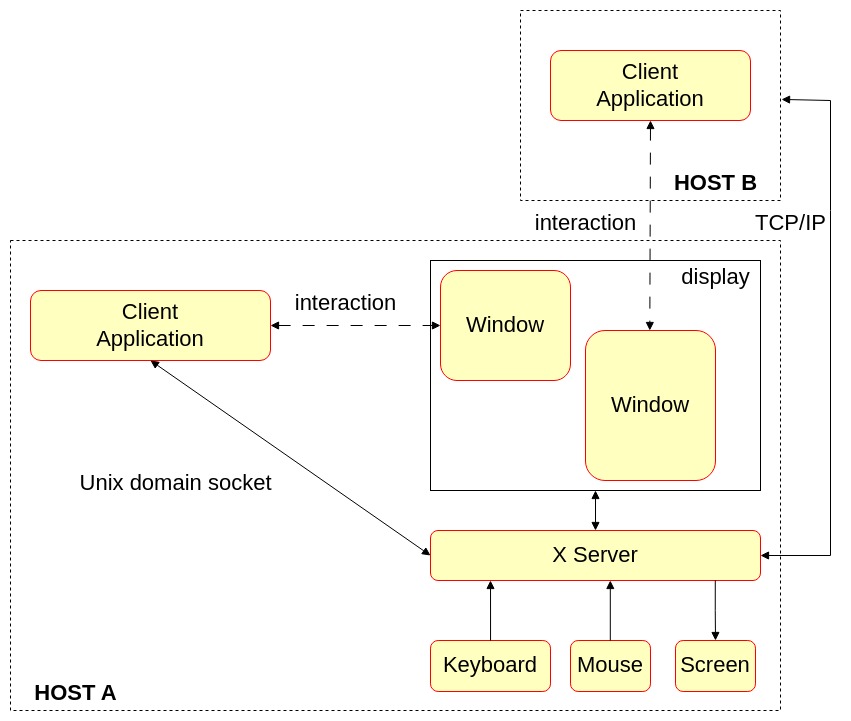 Client
Application
HOST B
interaction
TCP/IP
display
Client
Application
interaction
Window
Window
Unix domain socket
X Server
Keyboard
Mouse
Screen
HOST A